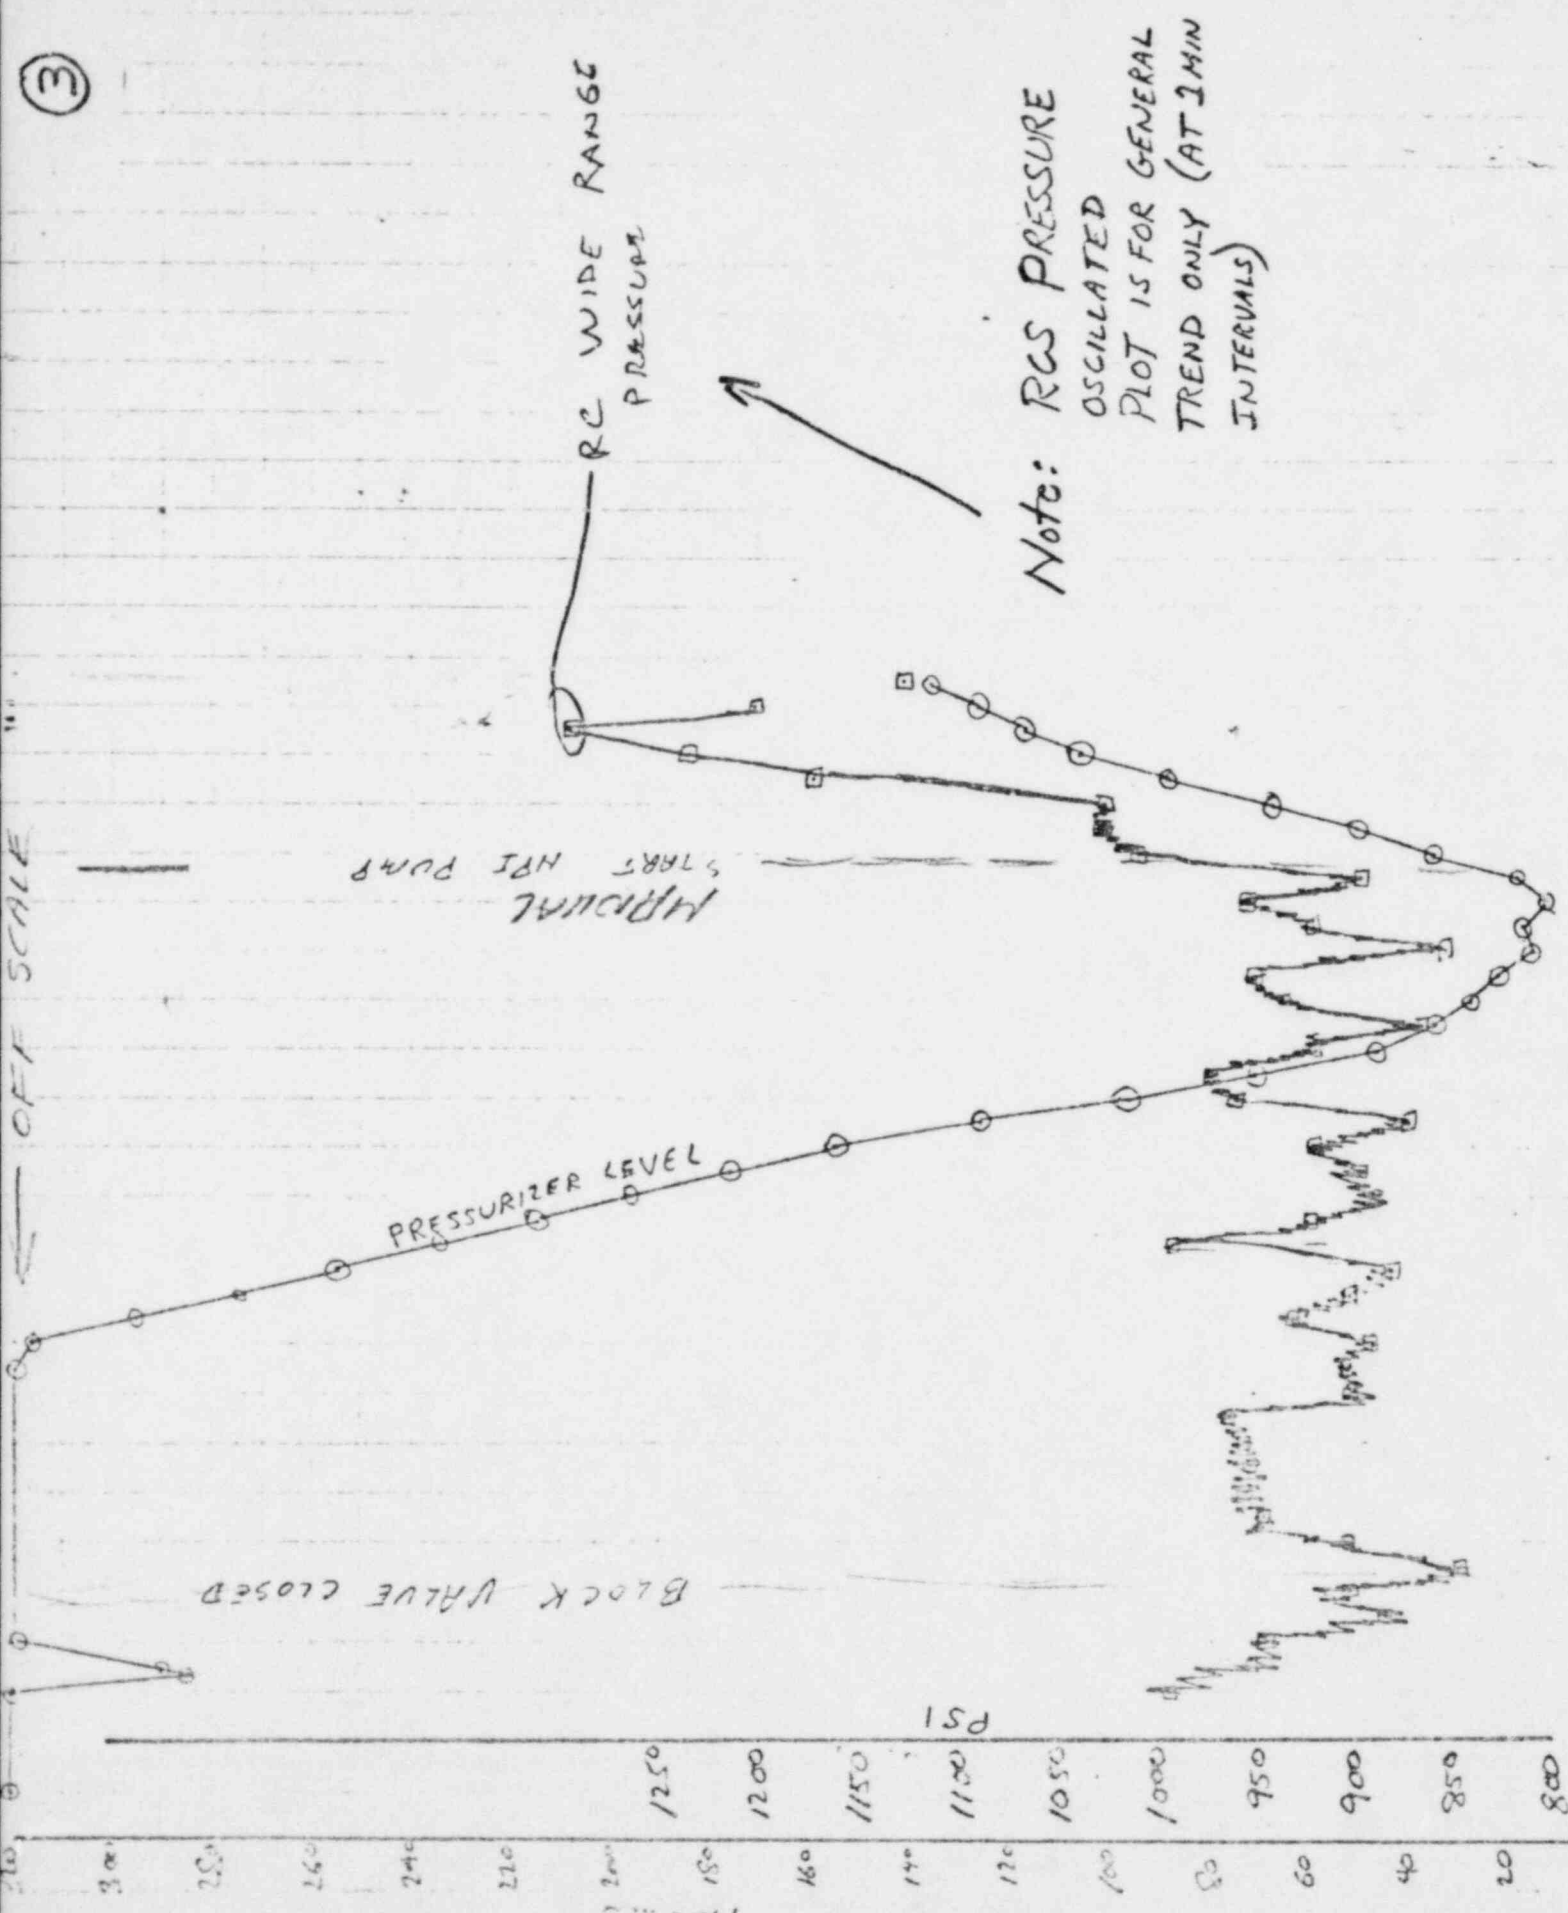 ③
← OFF SCALE
RC WIDE RANGE
PRESSURE
Note: RCS PRESSURE
OSCILLATED
PLOT IS FOR GENERAL
TREND ONLY (AT 2 MIN
INTERVALS)
MANUAL
START HPI PUMP
PRESSURIZER LEVEL
BLOCK VALVE CLOSED
PSI
1250
1200
1150
1100
1050
1000
950
900
850
800
320
300
280
260
240
220
200
180
160
140
120
100
80
60
40
20